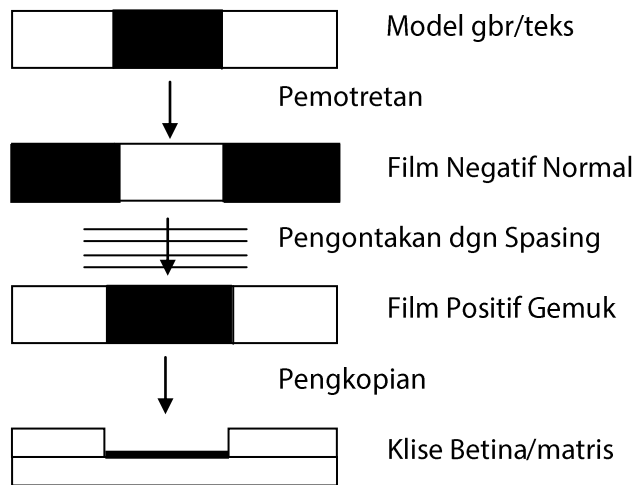 Model gbr/teks
Pemotretan
Film Negatif Normal
Pengontakan dgn Spasing
Film Positif Gemuk
Pengkopian
Klise Betina/matris